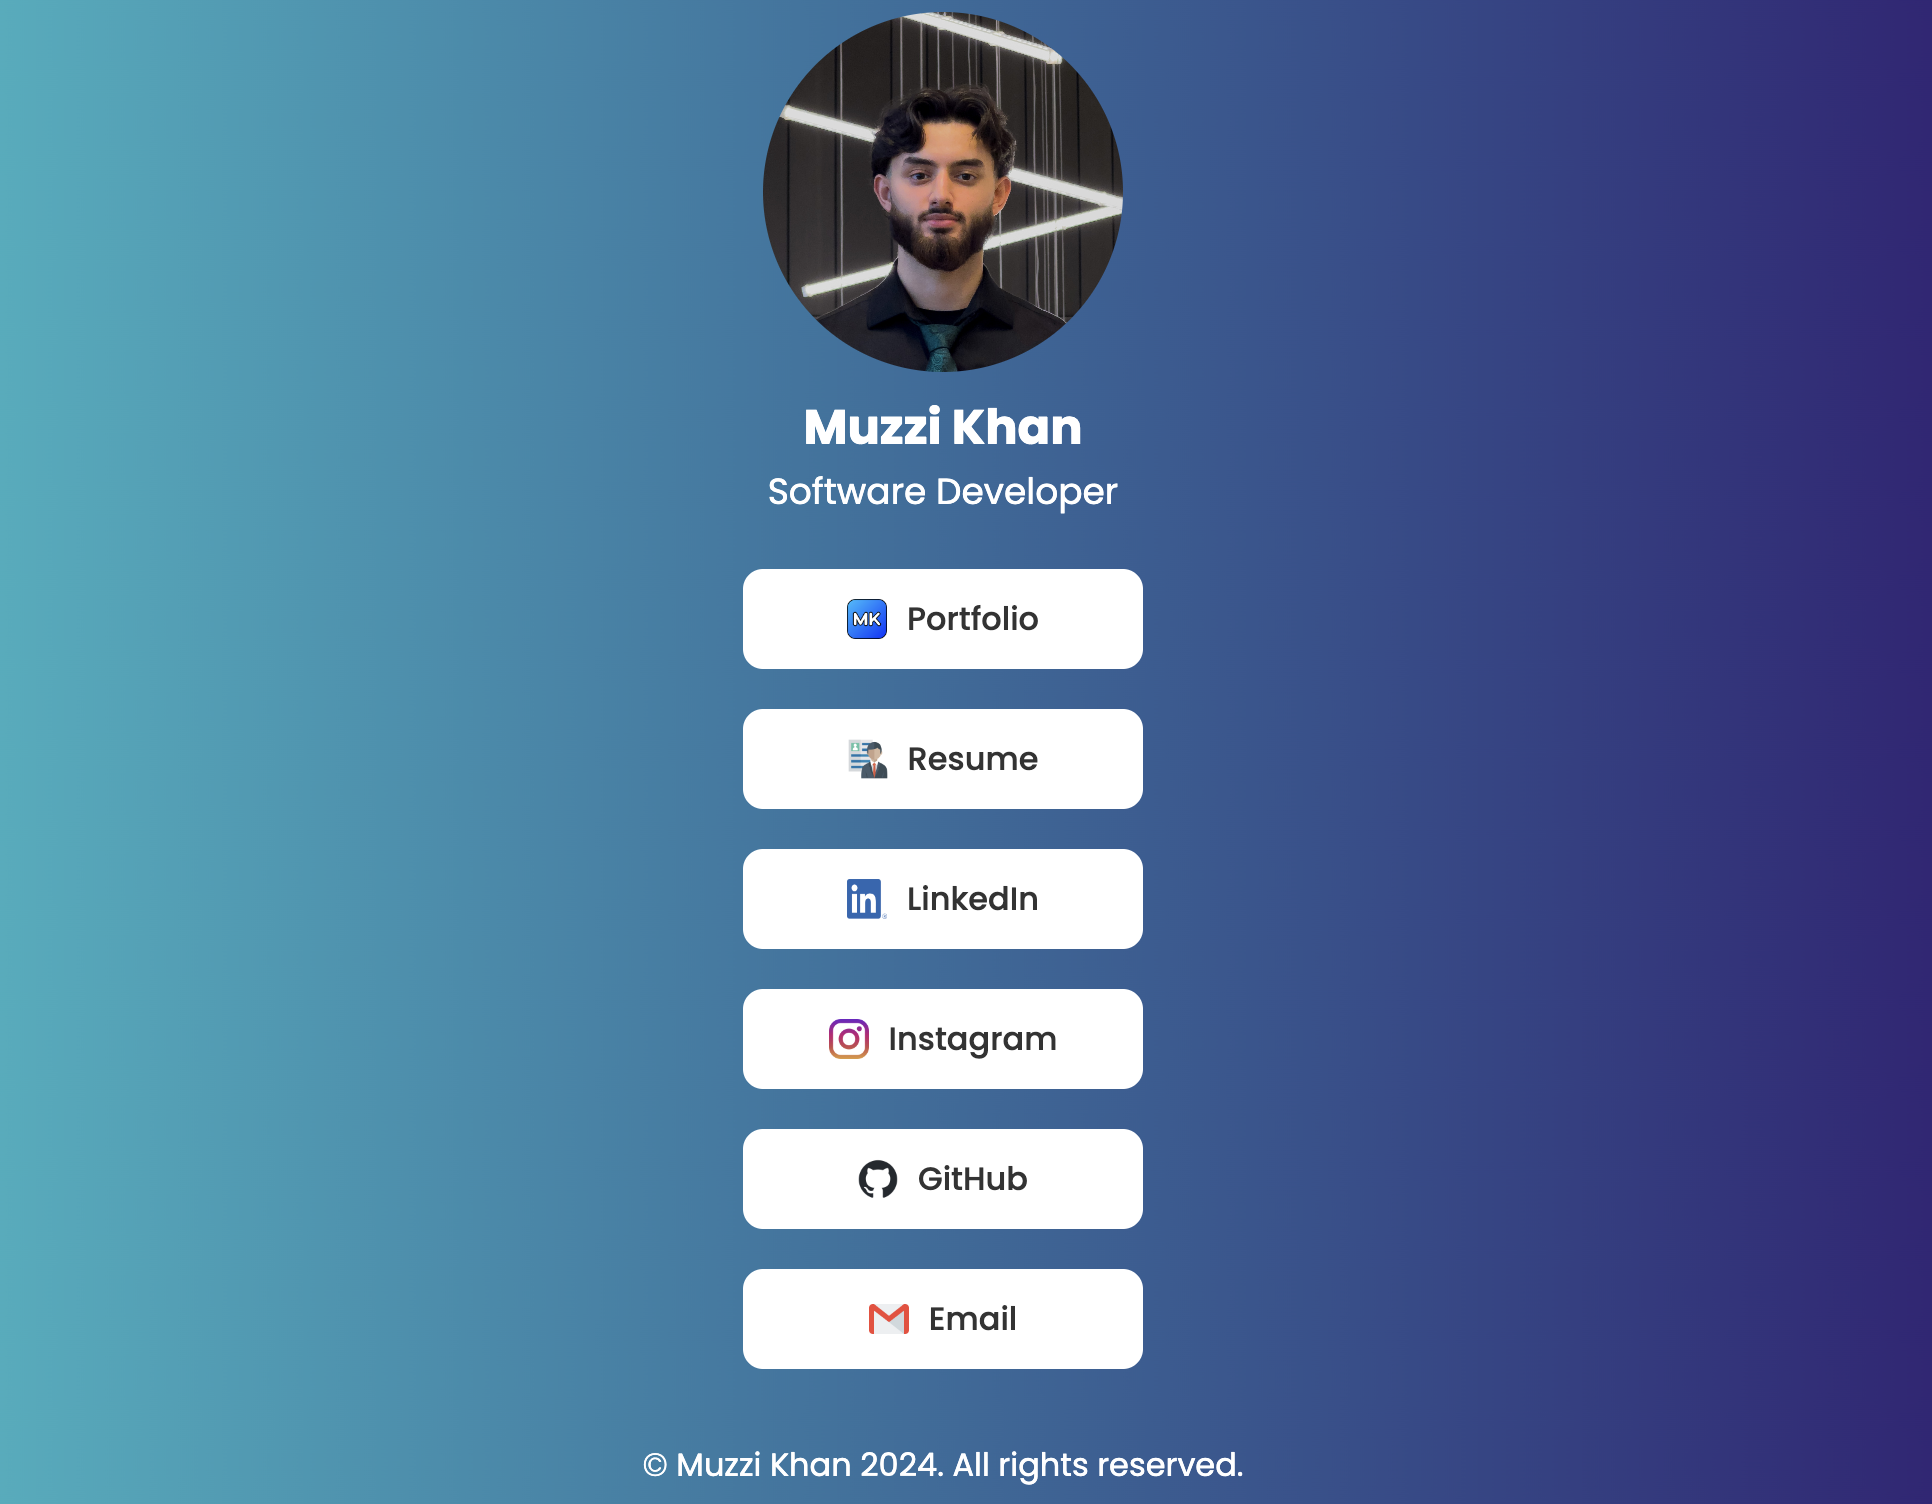 Muzzi Khan
Software Developer
MK Portfolio
Resume
in LinkedIn
Instagram
GitHub
Email
© Muzzi Khan 2024. All rights reserved.